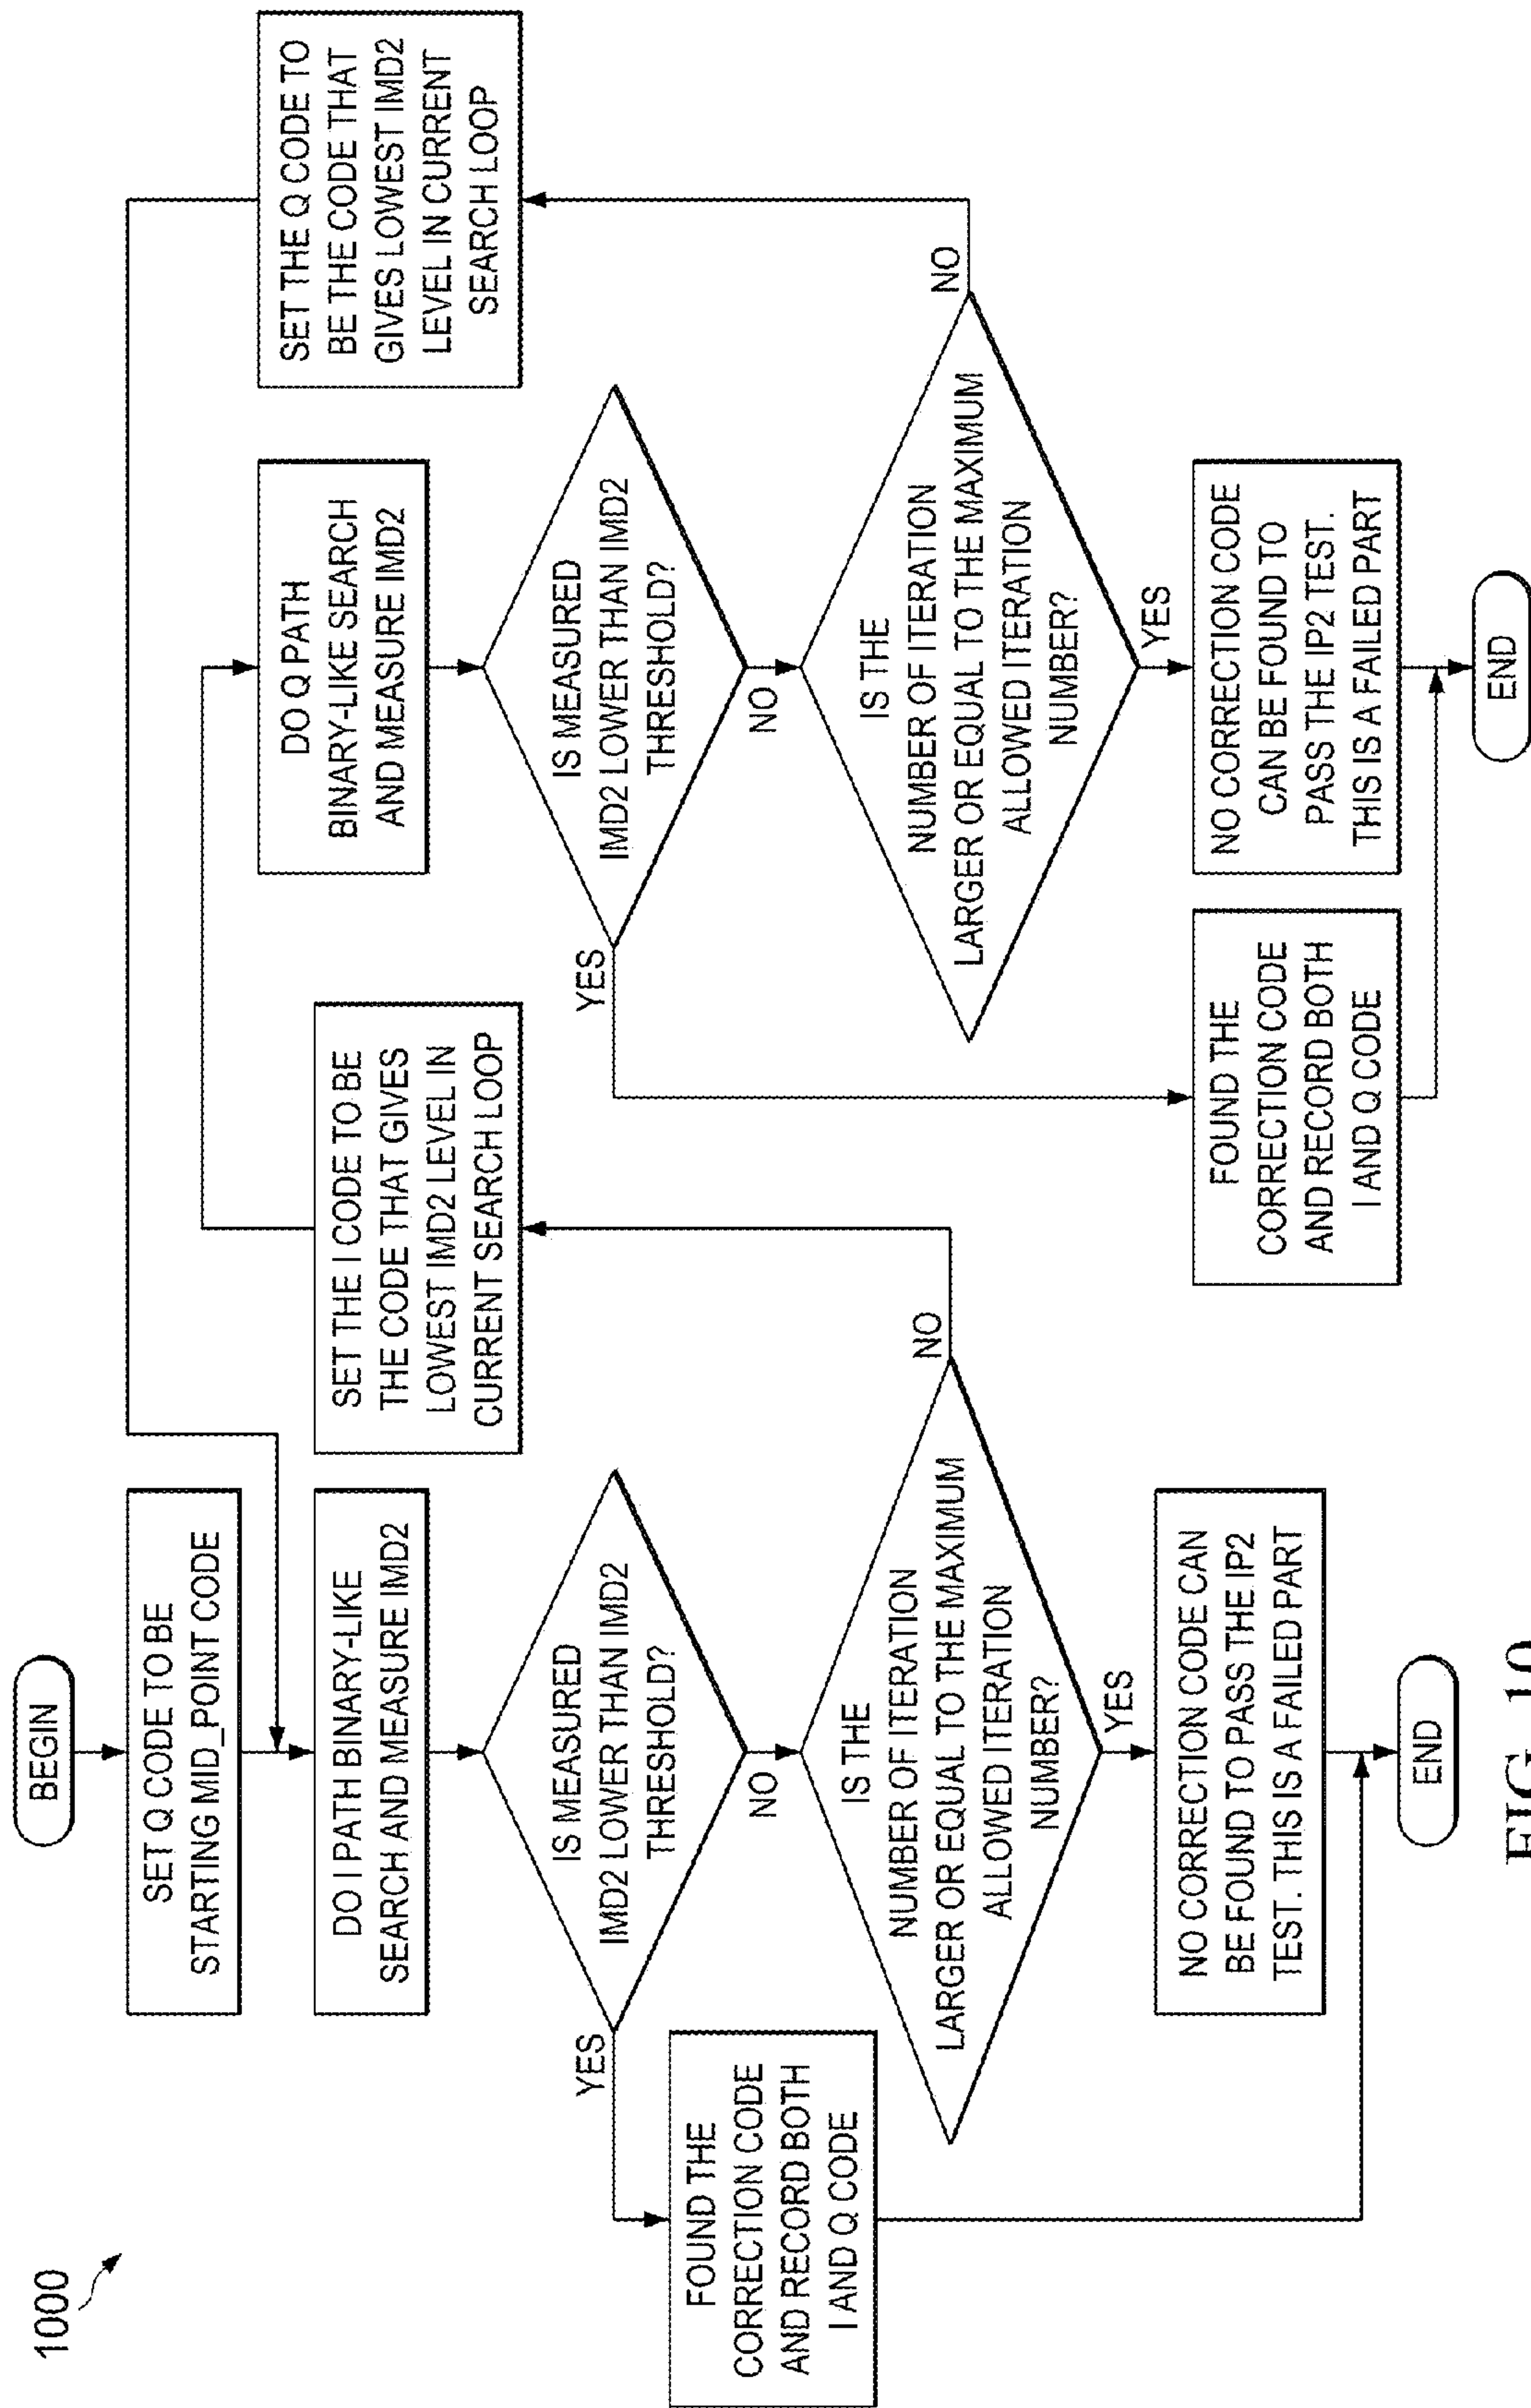 1000
BEGIN
SET Q CODE TO BE
STARTING MID_POINT CODE
DO I PATH BINARY-LIKE
SEARCH AND MEASURE IMD2
IS MEASURED
IMD2 LOWER THAN IMD2
THRESHOLD?
YES
NO
FOUND THE
CORRECTION CODE
AND RECORD BOTH
I AND Q CODE
IS THE
NUMBER OF ITERATION
LARGER OR EQUAL TO THE MAXIMUM
ALLOWED ITERATION
NUMBER?
NO
YES
NO CORRECTION CODE CAN
BE FOUND TO PASS THE IP2
TEST. THIS IS A FAILED PART
END
SET THE I CODE TO BE
THE CODE THAT GIVES
LOWEST IMD2 LEVEL IN
CURRENT SEARCH LOOP
DO Q PATH
BINARY-LIKE SEARCH
AND MEASURE IMD2
IS MEASURED
IMD2 LOWER THAN IMD2
THRESHOLD?
YES
NO
IS THE
NUMBER OF ITERATION
LARGER OR EQUAL TO THE MAXIMUM
ALLOWED ITERATION
NUMBER?
NO
YES
SET THE Q CODE TO
BE THE CODE THAT
GIVES LOWEST IMD2
LEVEL IN CURRENT
SEARCH LOOP
FOUND THE
CORRECTION CODE
AND RECORD BOTH
I AND Q CODE
NO CORRECTION CODE
CAN BE FOUND TO
PASS THE IP2 TEST.
THIS IS A FAILED PART
END
FIG. 10